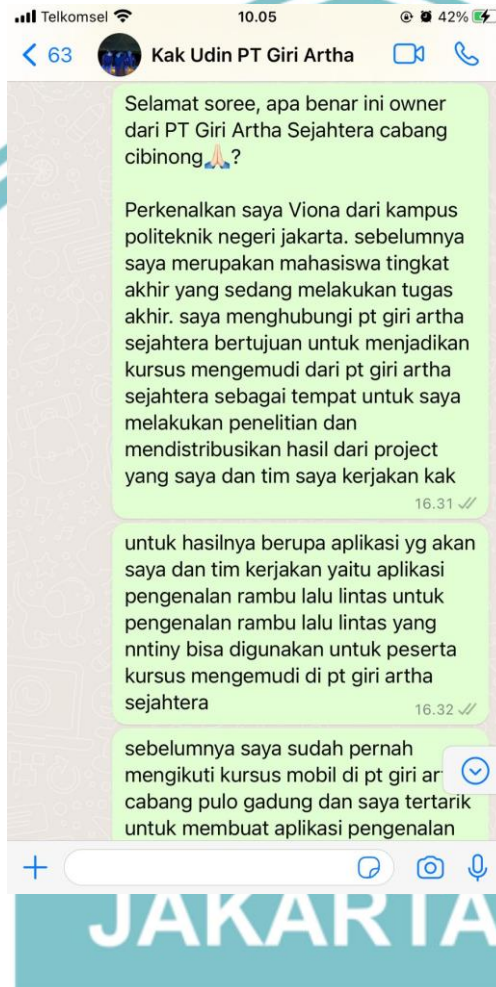 Telkomsel
10.05
42%
63
Kak Udin PT Giri Artha
Selamat soree, apa benar ini owner
dari PT Giri Artha Sejahtera cabang
cibinong🙏🏻?
Perkenalkan saya Viona dari kampus
politeknik negeri jakarta. sebelumnya
saya merupakan mahasiswa tingkat
akhir yang sedang melakukan tugas
akhir. saya menghubungi pt giri artha
sejahtera bertujuan untuk menjadikan
kursus mengemudi dari pt giri artha
sejahtera sebagai tempat untuk saya
melakukan penelitian dan
mendistribusikan hasil dari project
yang saya dan tim saya kerjakan kak
16.31
untuk hasilnya berupa aplikasi yg akan
saya dan tim kerjakan yaitu aplikasi
pengenalan rambu lalu lintas untuk
pengenalan rambu lalu lintas yang
nntiny bisa digunakan untuk peserta
kursus mengemudi di pt giri artha
sejahtera
16.32
sebelumnya saya sudah pernah
mengikuti kursus mobil di pt giri
cabang pulo gadung dan saya tertarik
untuk membuat aplikasi pengenalan
JAKARTA